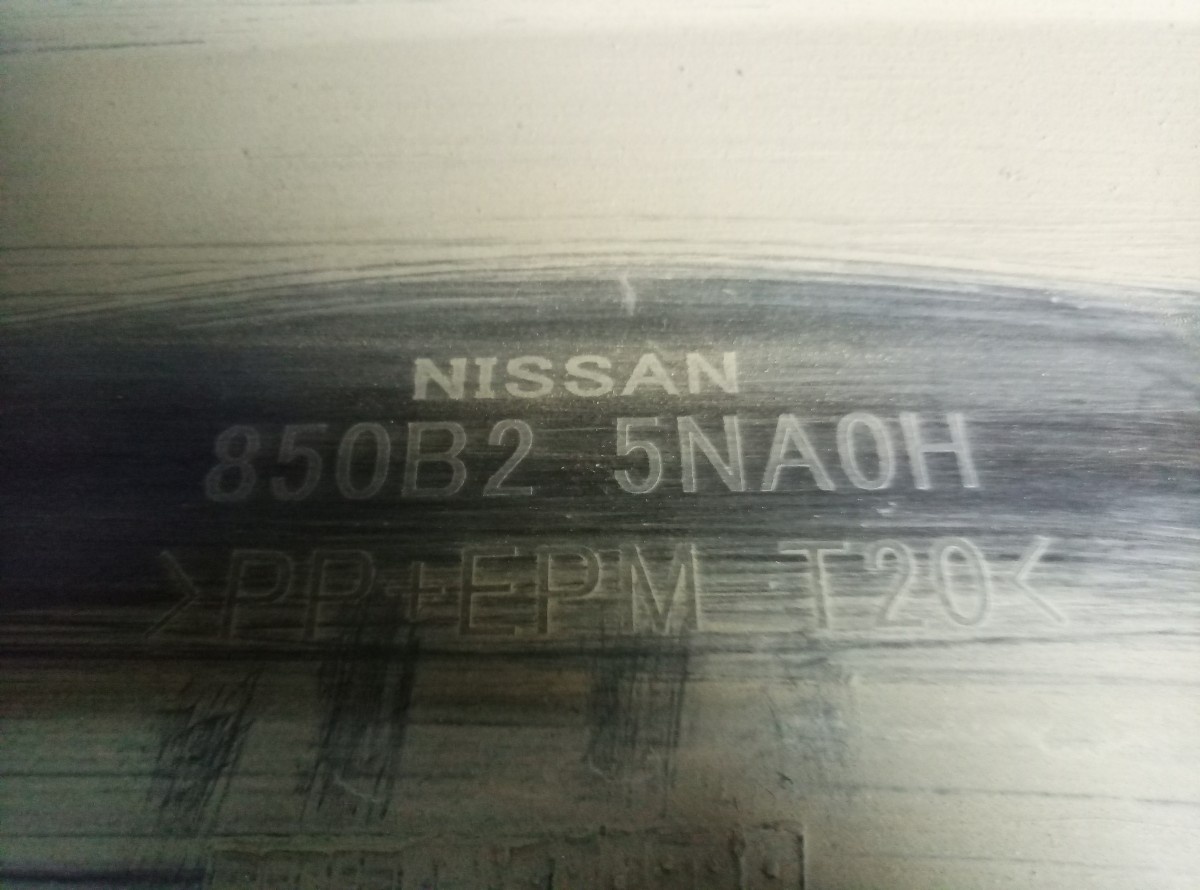 NISSAN
850B2 5NA0H
>PP+EPM T20<